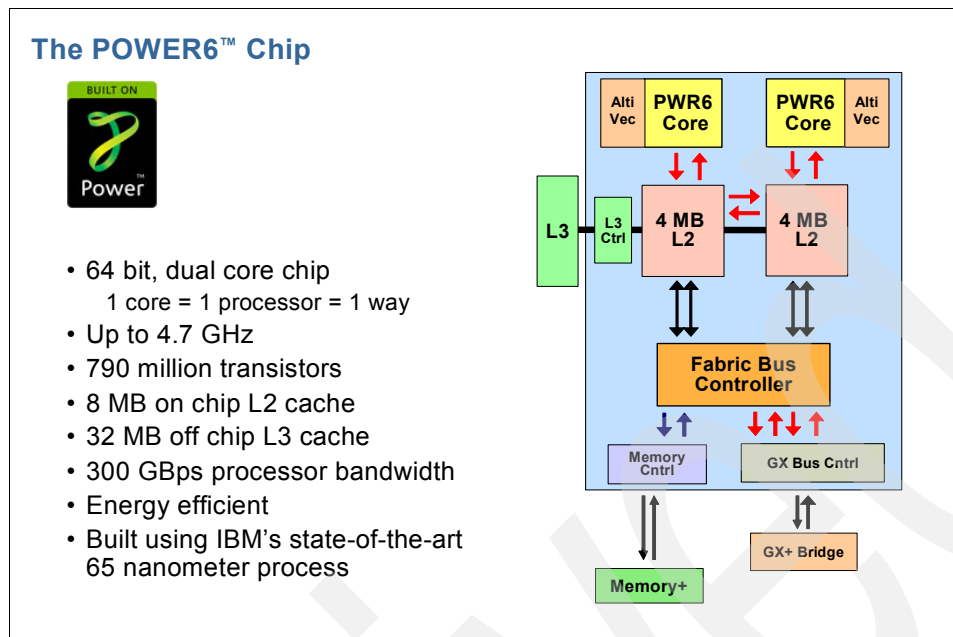 The POWER6™ Chip
BUILT ON
Power™
• 64 bit, dual core chip
1 core = 1 processor = 1 way
• Up to 4.7 GHz
• 790 million transistors
• 8 MB on chip L2 cache
• 32 MB off chip L3 cache
• 300 GBps processor bandwidth
• Energy efficient
• Built using IBM’s state-of-the-art
65 nanometer process
Alti
Vec
PWR6
Core
PWR6
Core
Alti
Vec
L3
L3
Ctrl
4 MB
L2
4 MB
L2
Fabric Bus
Controller
Memory
Cntrl
GX Bus Cntrl
Memory+
GX+ Bridge